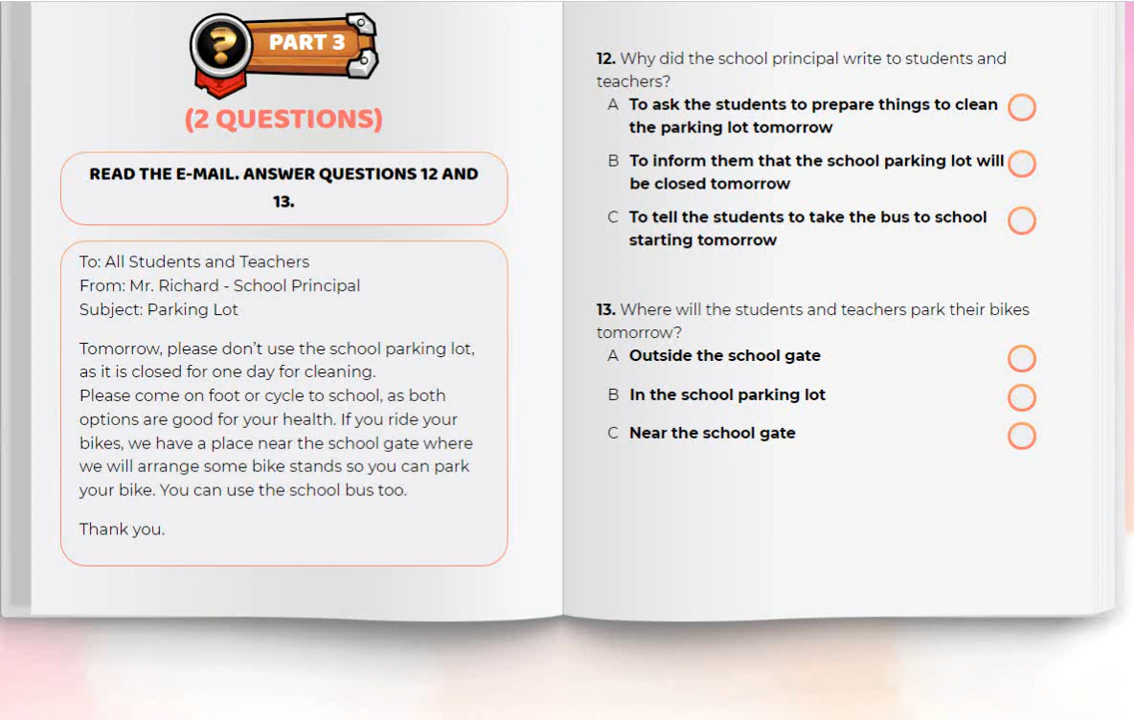 PART 3
(2 QUESTIONS)
READ THE E-MAIL. ANSWER QUESTIONS 12 AND
13.
To: All Students and Teachers
From: Mr. Richard - School Principal
Subject: Parking Lot
Tomorrow, please don't use the school parking lot,
as it is closed for one day for cleaning.
Please come on foot or cycle to school, as both
options are good for your health. If you ride your
bikes, we have a place near the school gate where
we will arrange some bike stands so you can park
your bike. You can use the school bus too.
Thank you.
12. Why did the school principal write to students and
teachers?
A To ask the students to prepare things to clean
the parking lot tomorrow
B To inform them that the school parking lot will
be closed tomorrow
C To tell the students to take the bus to school
starting tomorrow
13. Where will the students and teachers park their bikes
tomorrow?
A Outside the school gate
B In the school parking lot
C Near the school gate